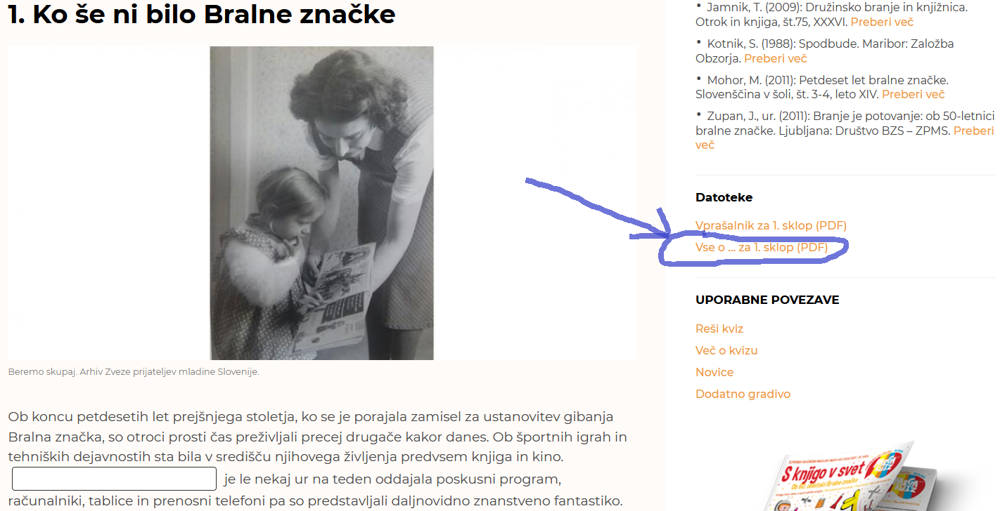 1. Ko še ni bilo Bralne značke
Beremo skupaj. Arhiv Zveze prijateljev mladine Slovenije.
Ob koncu petdesetih let prejšnjega stoletja, ko se je porajala zamisel za ustanovitev gibanja
Bralna značka, so otroci prosti čas preživljali precej drugače kakor danes. Ob športnih igrah in
tehniških dejavnostih sta bila v središču njihovega življenja predvsem knjiga in kino.
je le nekaj ur na teden oddajala poskusni program,
računalniki, tablice in prenosni telefoni pa so predstavljali daljnovidno znanstveno fantastiko.
• Jamnik, T. (2009): Družinsko branje in knjižnica.
Otrok in knjiga, št.75, XXXVI. Preberi več
• Kotnik, S. (1988): Spodbude. Maribor: Založba
Obzorja. Preberi več
• Mohor, M. (2011): Petdeset let bralne značke.
Slovenščina v šoli, št. 3-4, leto XIV. Preberi več
• Zupan, J., ur. (2011): Branje je potovanje: ob 50-letnici
bralne značke. Ljubljana: Društvo BZS – ZPMS. Preberi
več
Datoteke
Vprašalnik za 1. sklop (PDF)
Vse o ... za 1. sklop (PDF)
UPORABNE POVEZAVE
Reši kviz
Več o kvizu
Novice
Dodatno gradivo
S knjigo v svet
Ob 60. obletnici Bralne značke